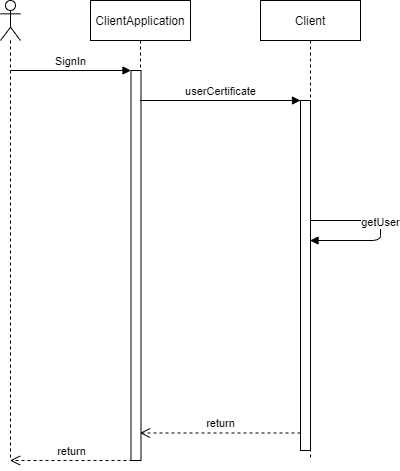 ClientApplication
Client
SignIn
userCertificate
getUser
return
return